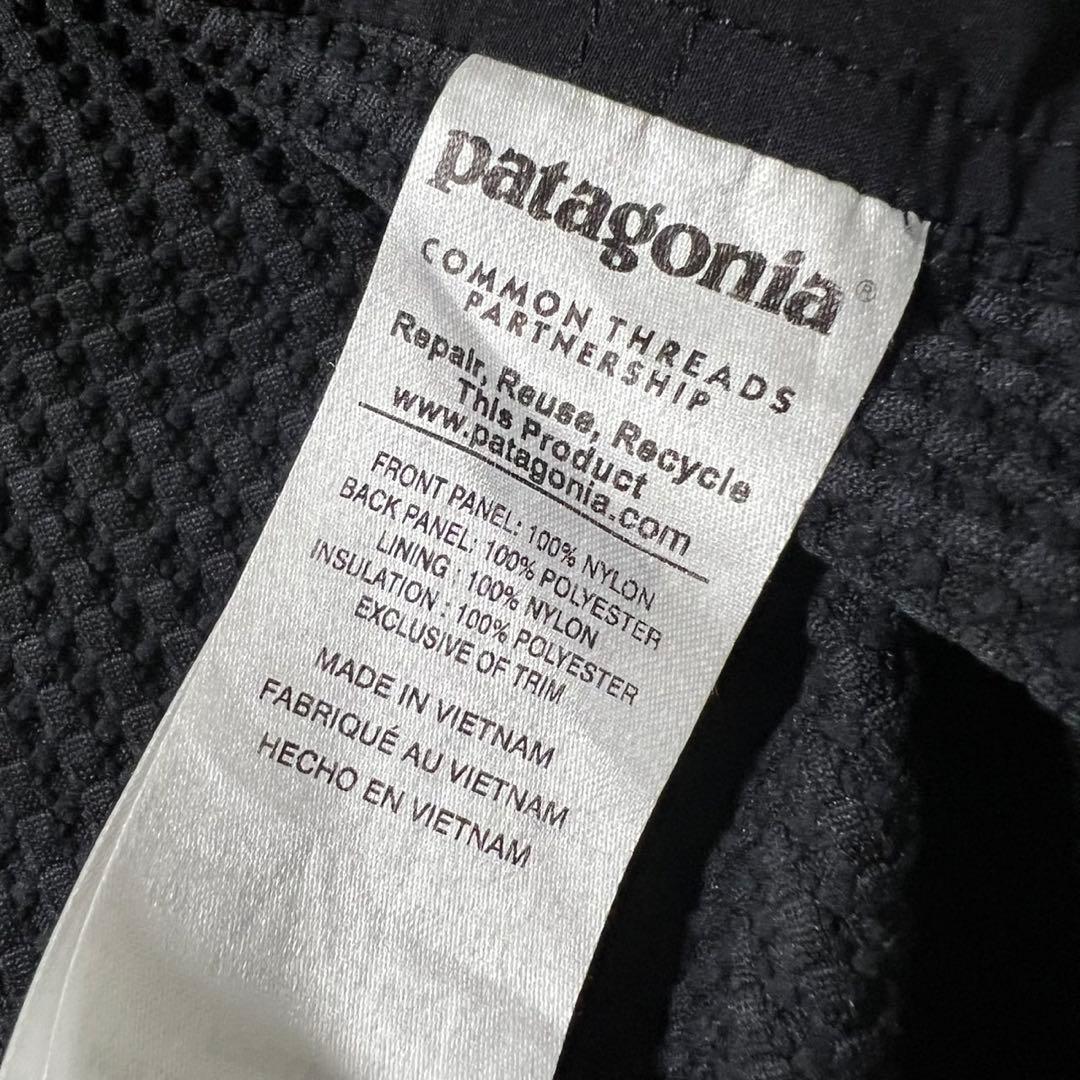 patagonia®
COMMON THREADS
PARTNERSHIP
Repair, Reuse, Recycle
This Product
www.patagonia.com
FRONT PANEL: 100% NYLON
BACK PANEL: 100% POLYESTER
LINING : 100% NYLON
INSULATION : 100% POLYESTER
EXCLUSIVE OF TRIM
MADE IN VIETNAM
FABRIQUÉ AU VIETNAM
HECHO EN VIETNAM